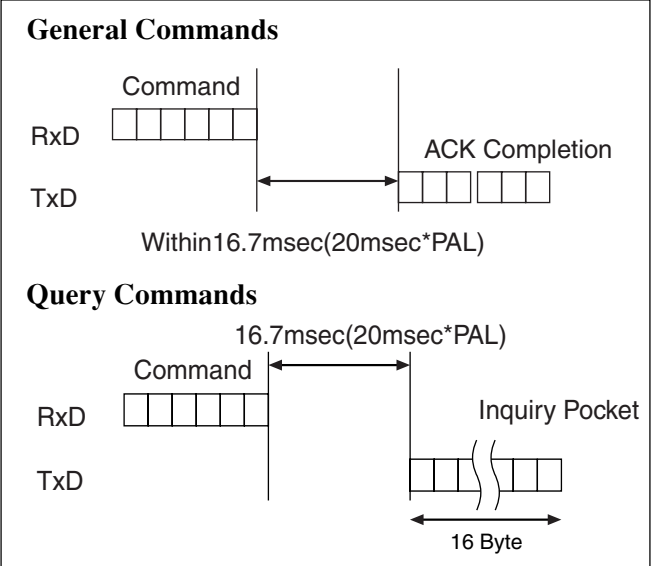 General Commands
Command
RxD
ACK Completion
TxD
Within16.7msec(20msec*PAL)
Query Commands
16.7msec(20msec*PAL)
Command
RxD
Inquiry Pocket
TxD
16 Byte